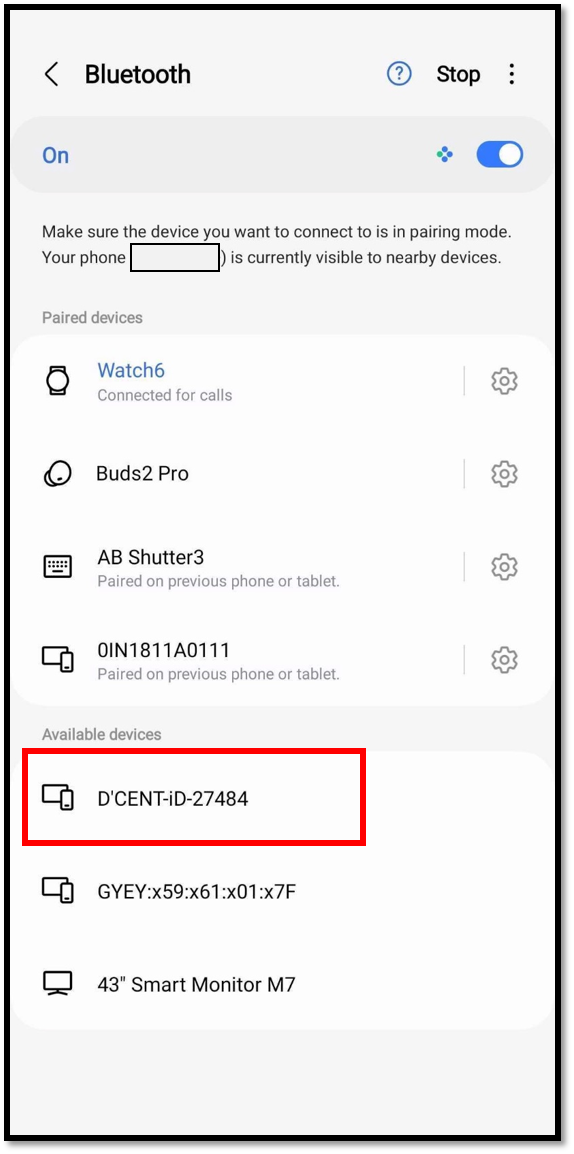 Bluetooth
Stop
On
Make sure the device you want to connect to is in pairing mode.
Your phone ) is currently visible to nearby devices.
Paired devices
Watch6
Connected for calls
Buds2 Pro
AB Shutter3
Paired on previous phone or tablet.
0IN1811A0111
Paired on previous phone or tablet.
Available devices
D'CENT-iD-27484
GYEY:x59:x61:x01:x7F
43" Smart Monitor M7